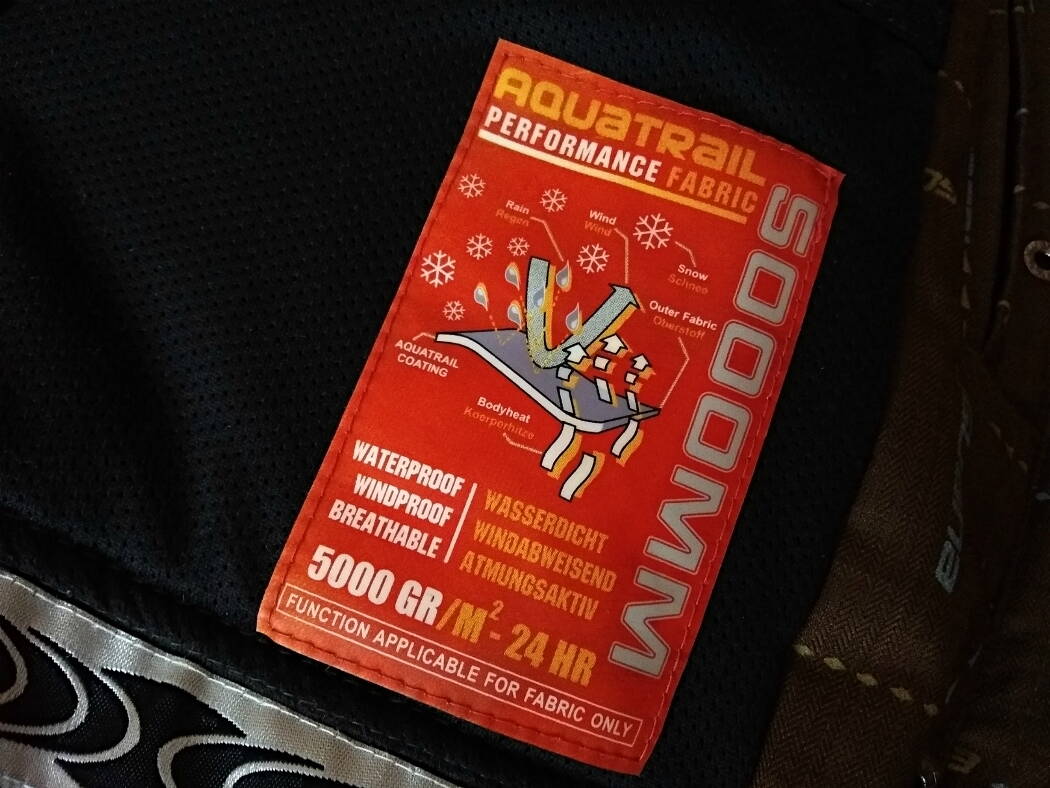 AQUATRAIL
PERFORMANCE FABRIC
5000MM
Rain
Regen
Wind
Wind
Snow
Schnee
Outer Fabric
Oberstoff
AQUATRAIL
COATING
Bodyheat
Koerperhitze
WATERPROOF
WINDPROOF
BREATHABLE
WASSERDICHT
WINDABWEISEND
ATMUNGSAKTIV
5000 GR/M² - 24 HR
FUNCTION APPLICABLE FOR FABRIC ONLY